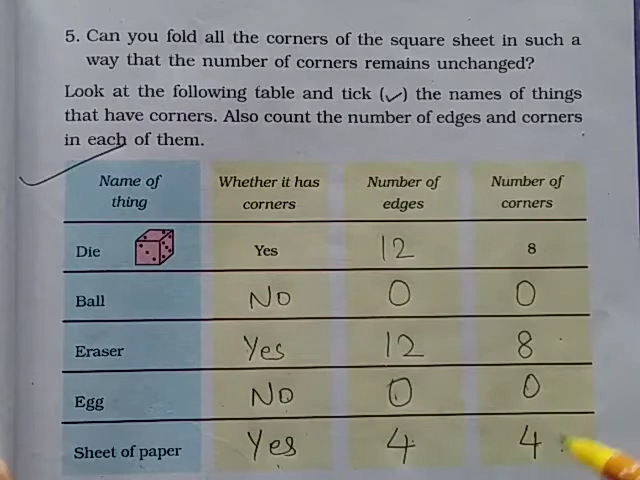 5. Can you fold all the corners of the square sheet in such a
way that the number of corners remains unchanged?
Look at the following table and tick (✓) the names of things
that have corners. Also count the number of edges and corners
in each of them.
Name of thing Whether it has corners Number of edges Number of corners
Die Yes 12 8
Ball No 0 0
Eraser Yes 12 8
Egg No 0 0
Sheet of paper Yes 4 4